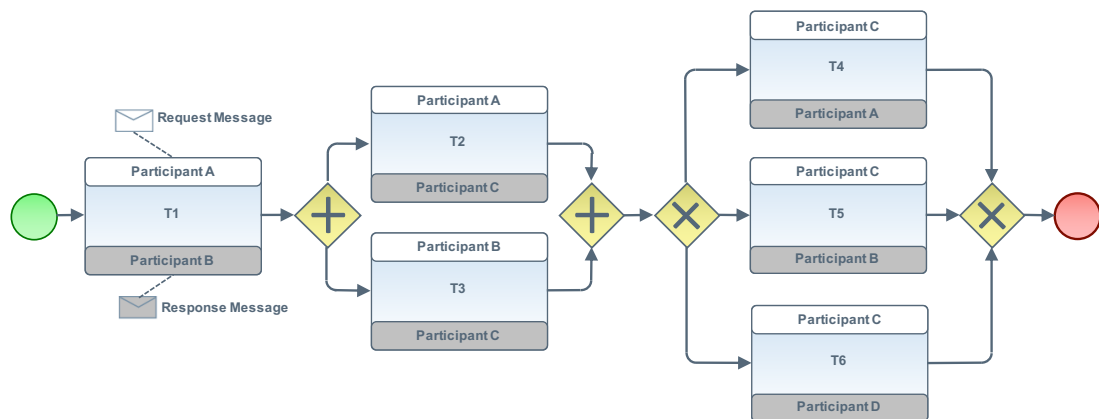 Request Message
Participant A
T1
Participant B
Response Message
Participant A
T2
Participant C
Participant B
T3
Participant C
Participant C
T4
Participant A
Participant C
T5
Participant B
Participant C
T6
Participant D